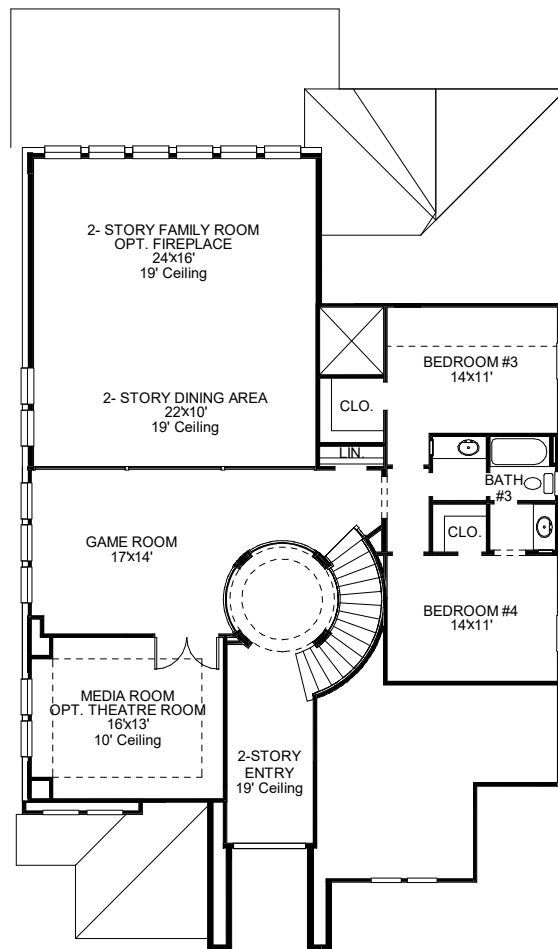 2- STORY FAMILY ROOM
OPT. FIREPLACE
24'x16'
19' Ceiling
2- STORY DINING AREA
22'x10'
19' Ceiling
BEDROOM #3
14'x11'
CLO.
LIN.
BATH
#3
CLO.
GAME ROOM
17'x14'
BEDROOM #4
14'x11'
MEDIA ROOM
OPT. THEATRE ROOM
16'x13'
10' Ceiling
2-STORY
ENTRY
19' Ceiling